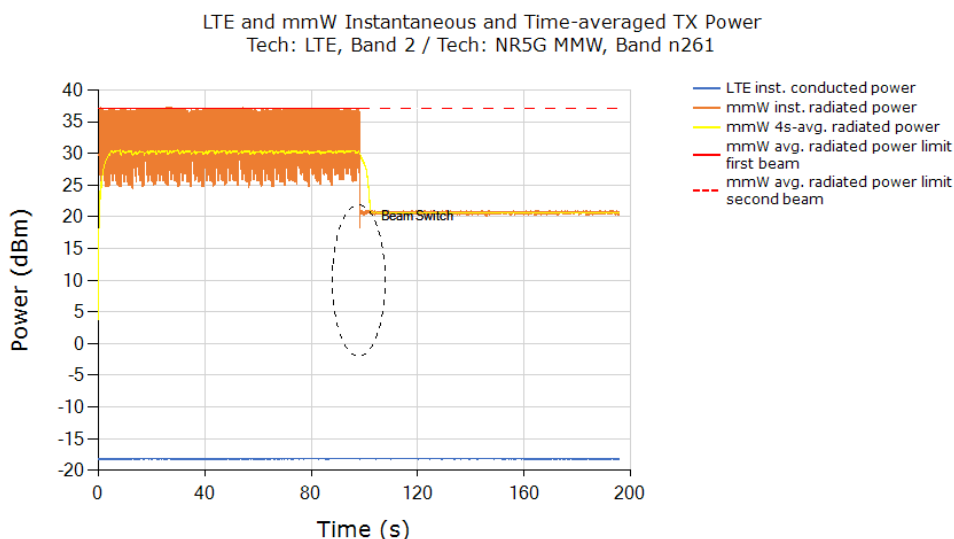 LTE and mmW Instantaneous and Time-averaged TX Power
Tech: LTE, Band 2 / Tech: NR5G MMW, Band n261
LTE inst. conducted power
mmW inst. radiated power
mmW 4s-avg. radiated power
mmW avg. radiated power limit
first beam
mmW avg. radiated power limit
second beam
Power (dBm)
40
35
30
25
20
15
10
5
0
-5
-10
-15
-20
Beam Switch
0
40
80
120
160
200
Time (s)